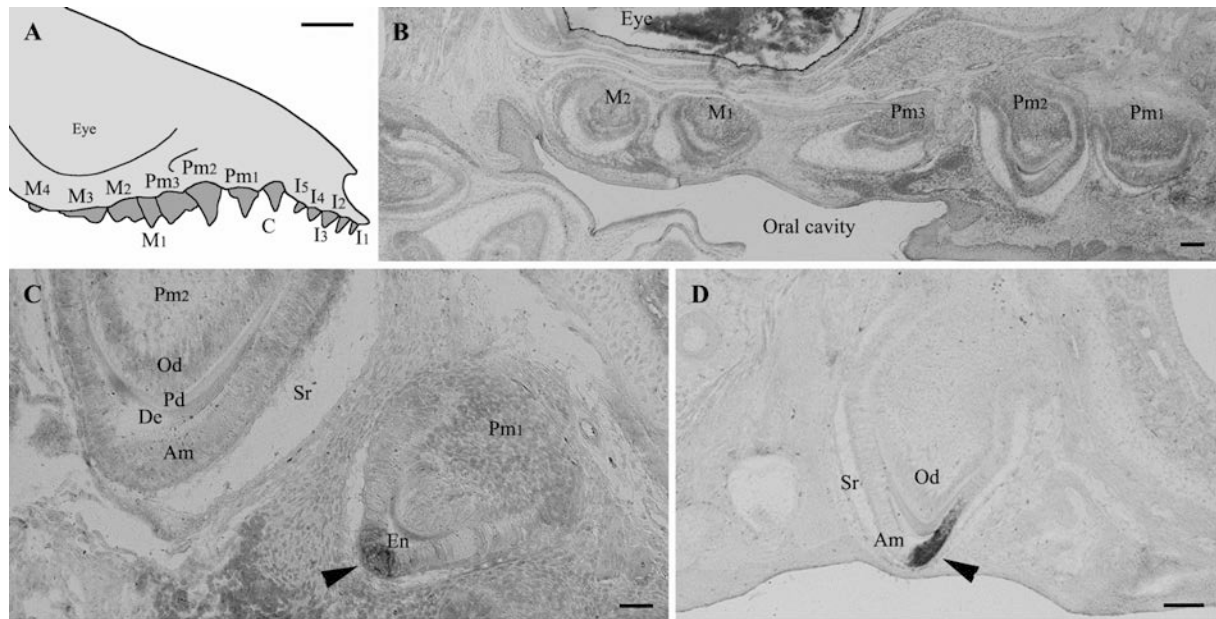 A
Eye
M4 M3 M2 Pm3 Pm2 Pm1 I5 I4 I2
M1 C I3 I1
B
Eye
M2 M1 Pm3 Pm2 Pm1
Oral cavity
C
Pm2
Od
Pd
De
Am
Sr
Pm1
En
D
Sr
Od
Am